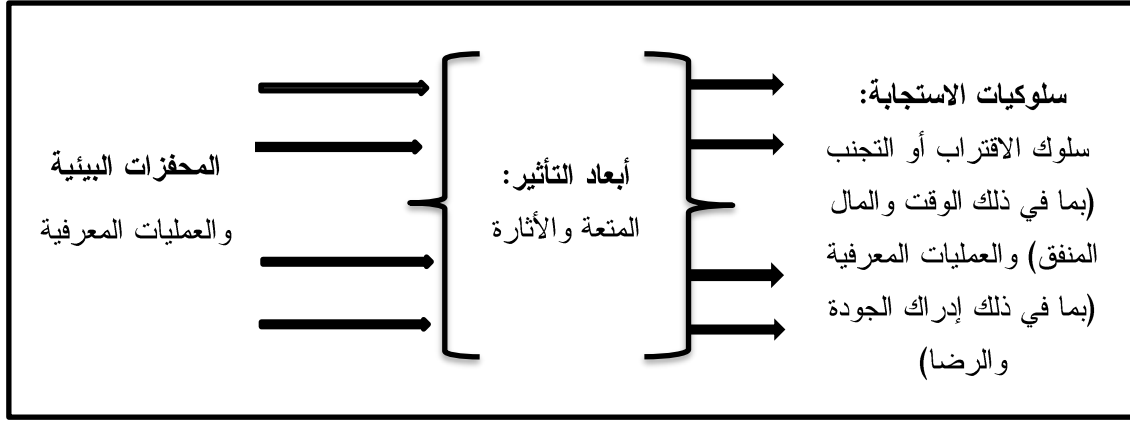 المحفزات البيئية
والعمليات المعرفية
أبعاد التأثير:
المتعة والأثارة
سلوكيات الاستجابة:
سلوك الاقتراب أو التجنب
(بما في ذلك الوقت والمال
المنفق) والعمليات المعرفية
(بما في ذلك إدراك الجودة
والرضا)